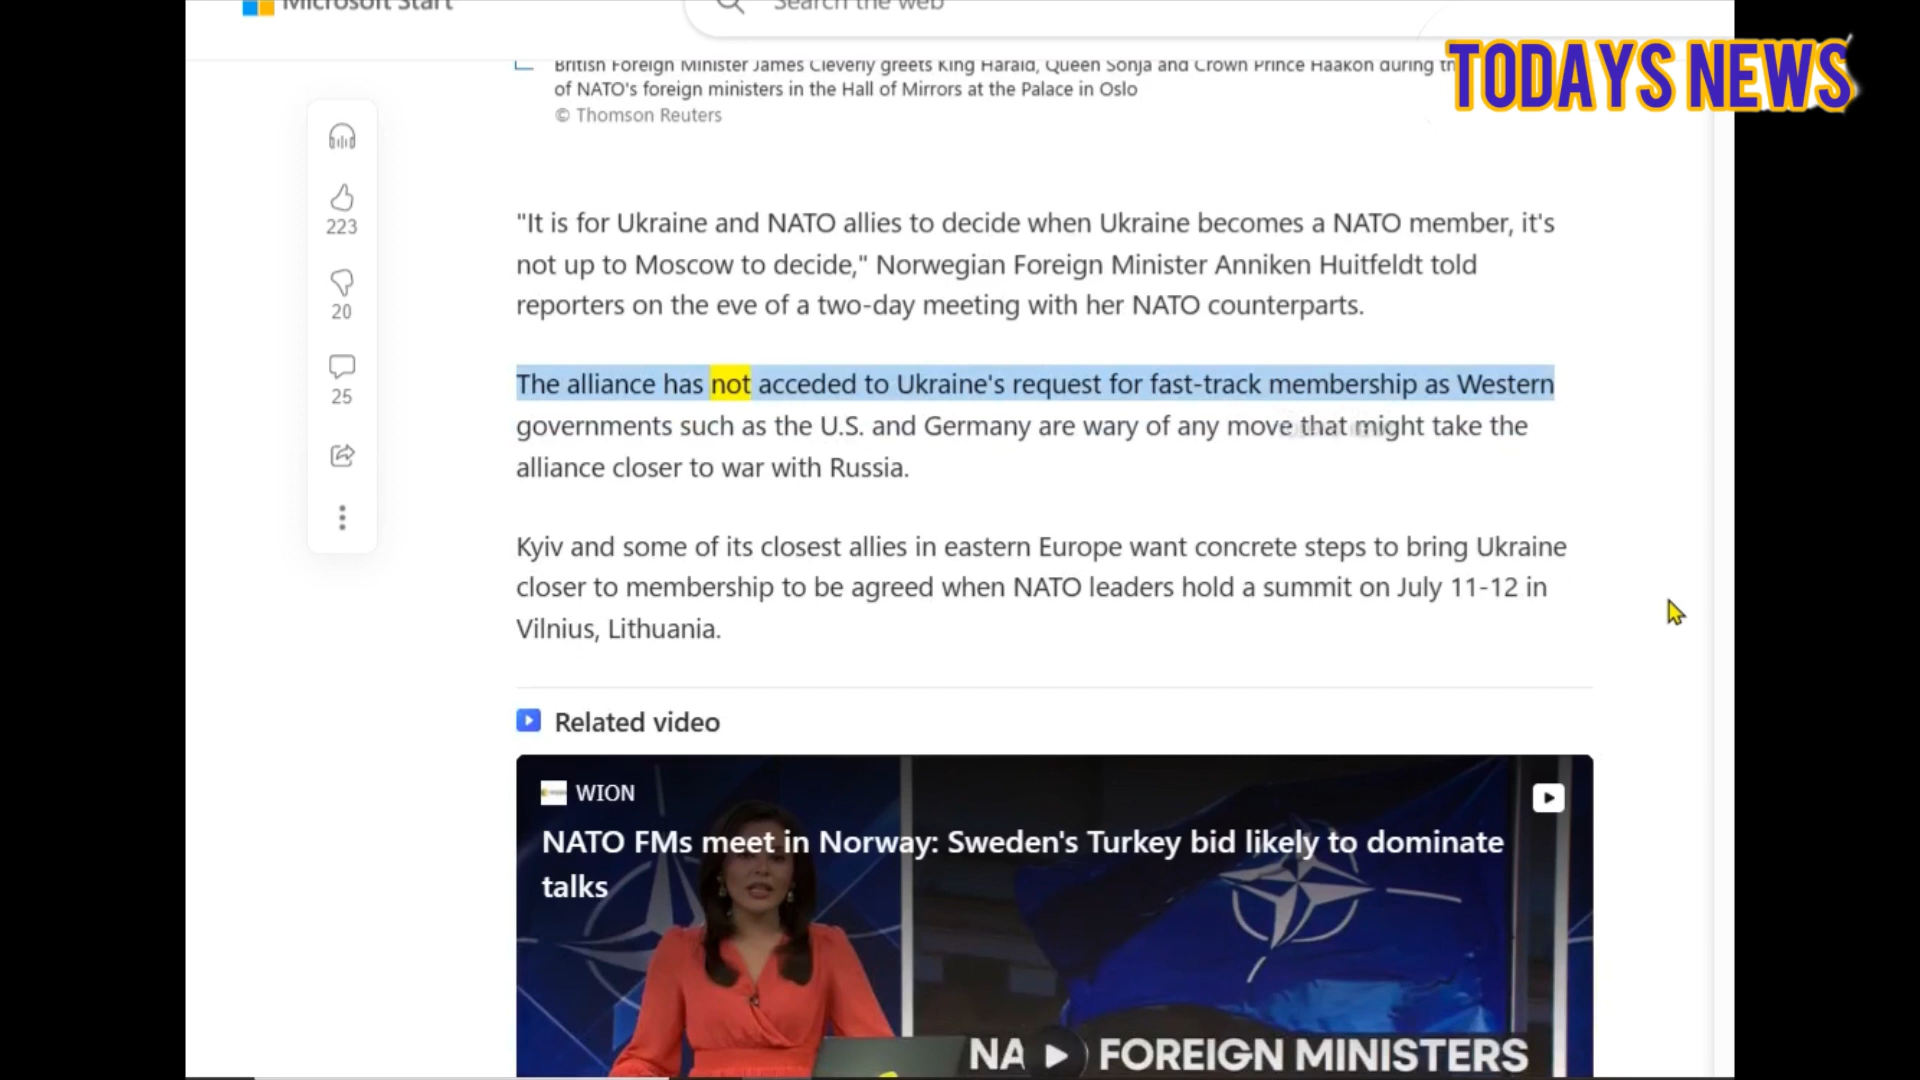 Microsoft Start
Search the web
TODAYS NEWS
British Foreign Minister James Cleverly greets King Harald, Queen Sonja and Crown Prince Haakon during th
of NATO's foreign ministers in the Hall of Mirrors at the Palace in Oslo
© Thomson Reuters
223
20
25
"It is for Ukraine and NATO allies to decide when Ukraine becomes a NATO member, it's
not up to Moscow to decide," Norwegian Foreign Minister Anniken Huitfeldt told
reporters on the eve of a two-day meeting with her NATO counterparts.
The alliance has not acceded to Ukraine's request for fast-track membership as Western
governments such as the U.S. and Germany are wary of any move that might take the
alliance closer to war with Russia.
Kyiv and some of its closest allies in eastern Europe want concrete steps to bring Ukraine
closer to membership to be agreed when NATO leaders hold a summit on July 11-12 in
Vilnius, Lithuania.
Related video
WION
NATO FMs meet in Norway: Sweden's Turkey bid likely to dominate
talks
NA FOREIGN MINISTERS